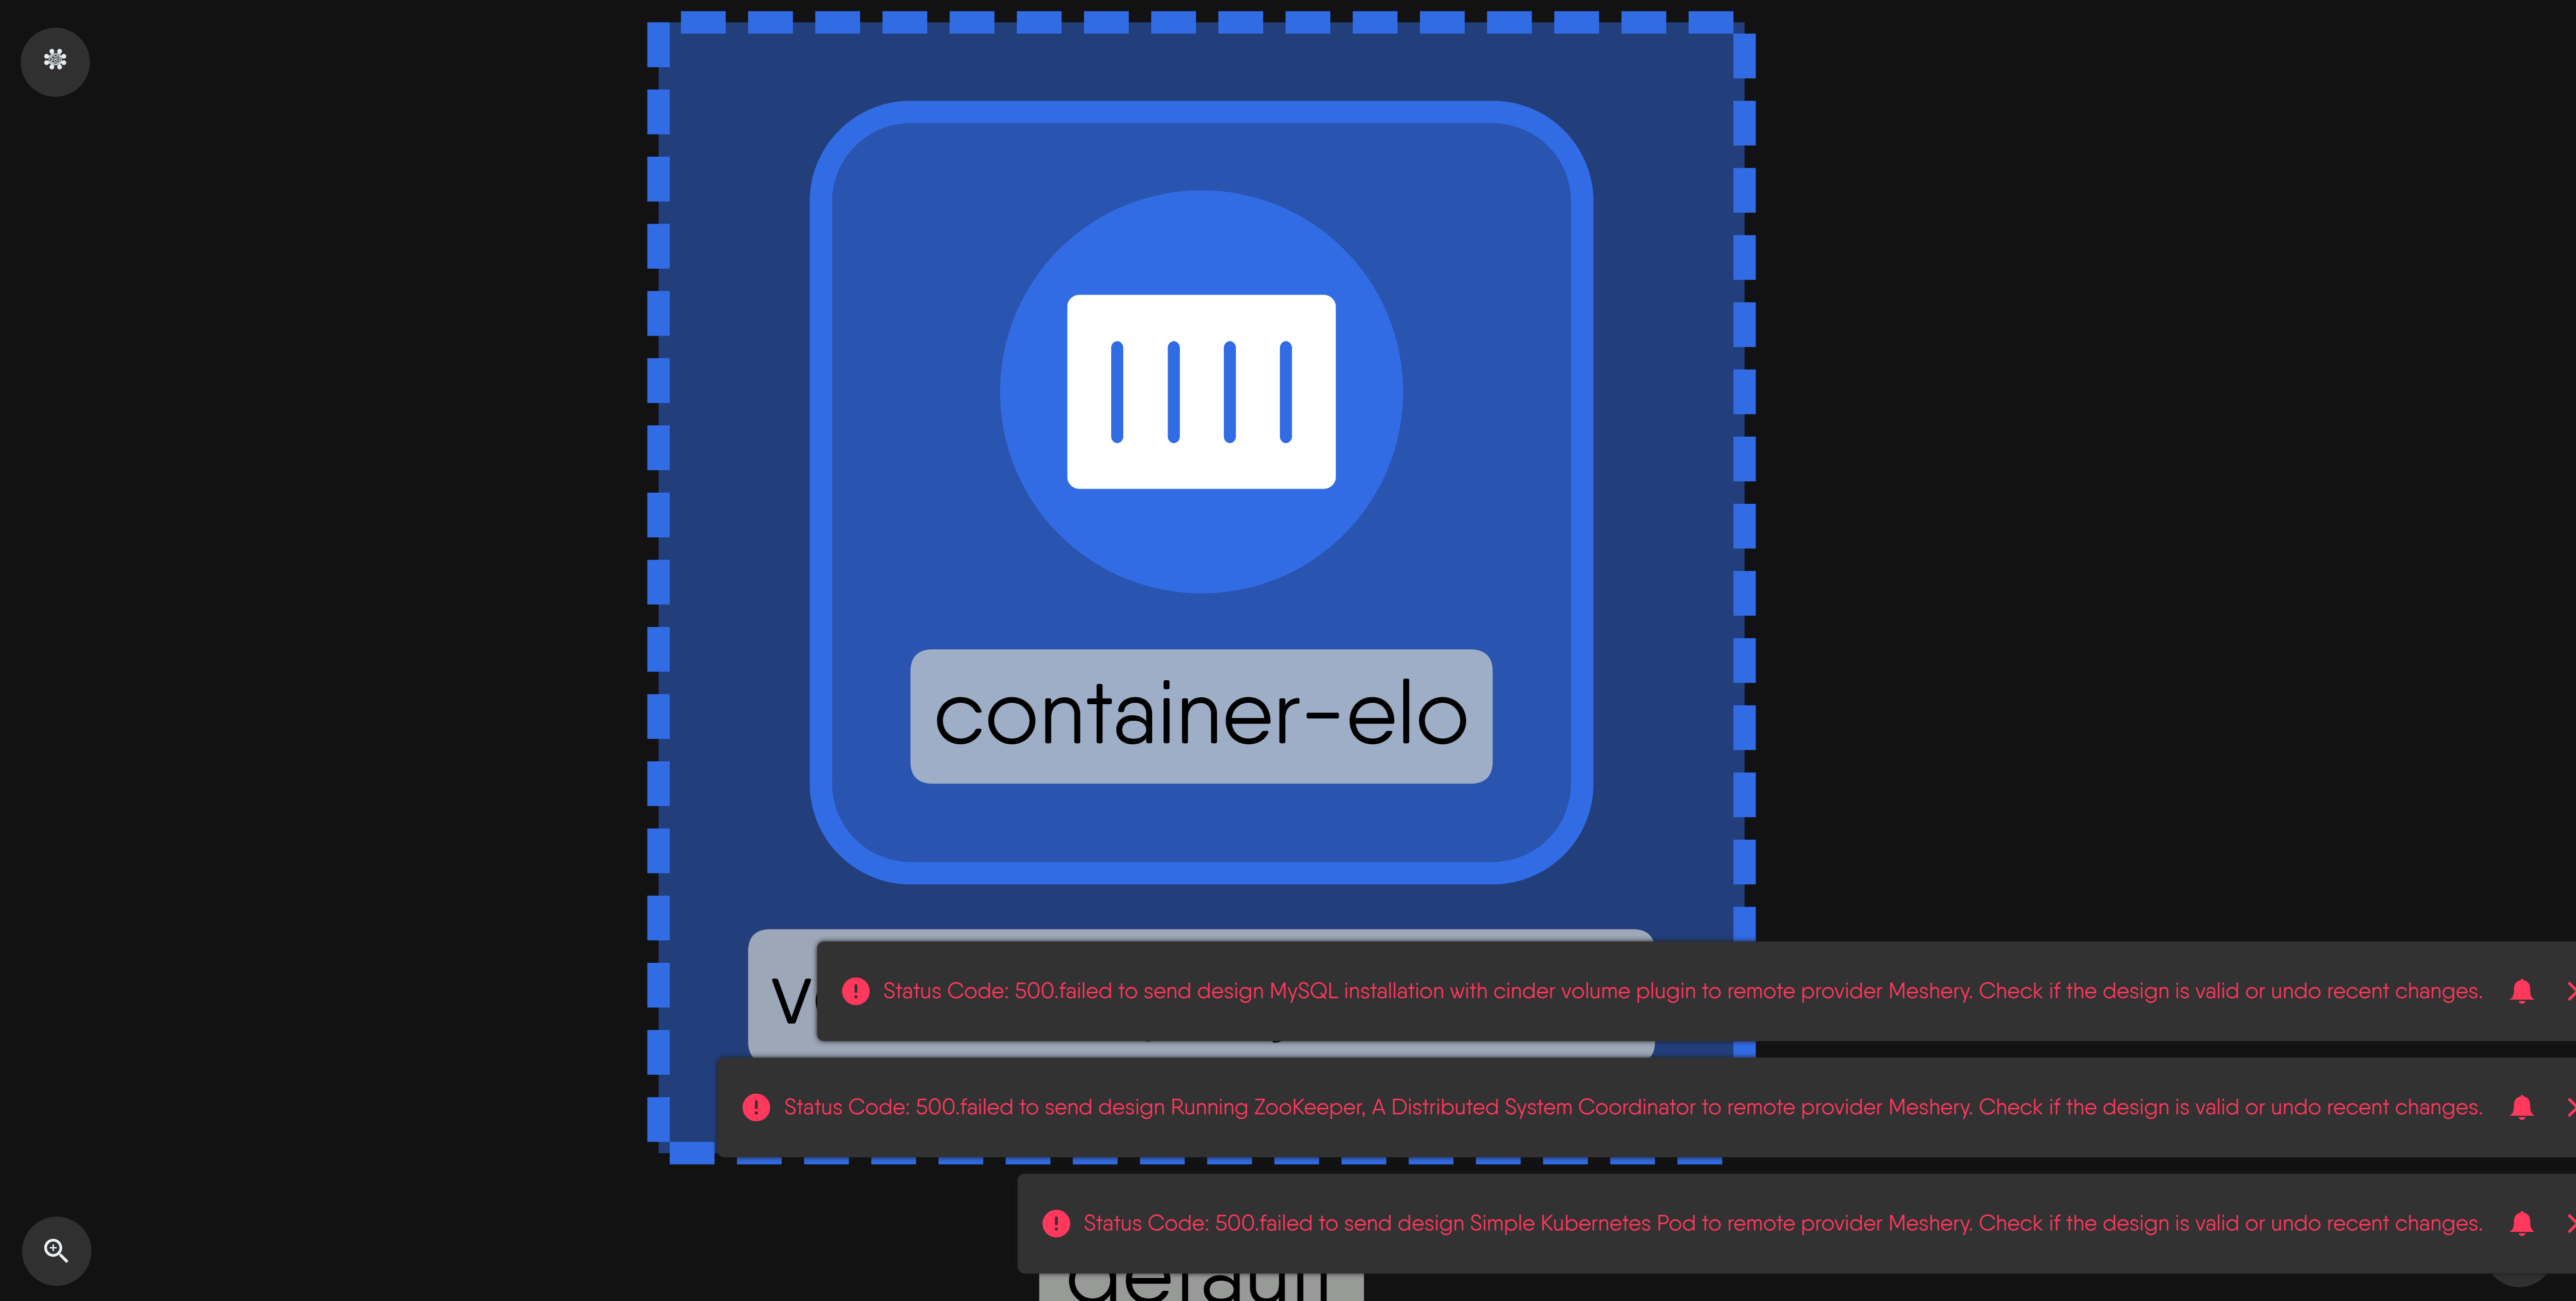 container-elo
Status Code: 500.failed to send design MySQL installation with cinder volume plugin to remote provider Meshery. Check if the design is valid or undo recent changes.
Status Code: 500.failed to send design Running ZooKeeper, A Distributed System Coordinator to remote provider Meshery. Check if the design is valid or undo recent changes.
Status Code: 500.failed to send design Simple Kubernetes Pod to remote provider Meshery. Check if the design is valid or undo recent changes.
default